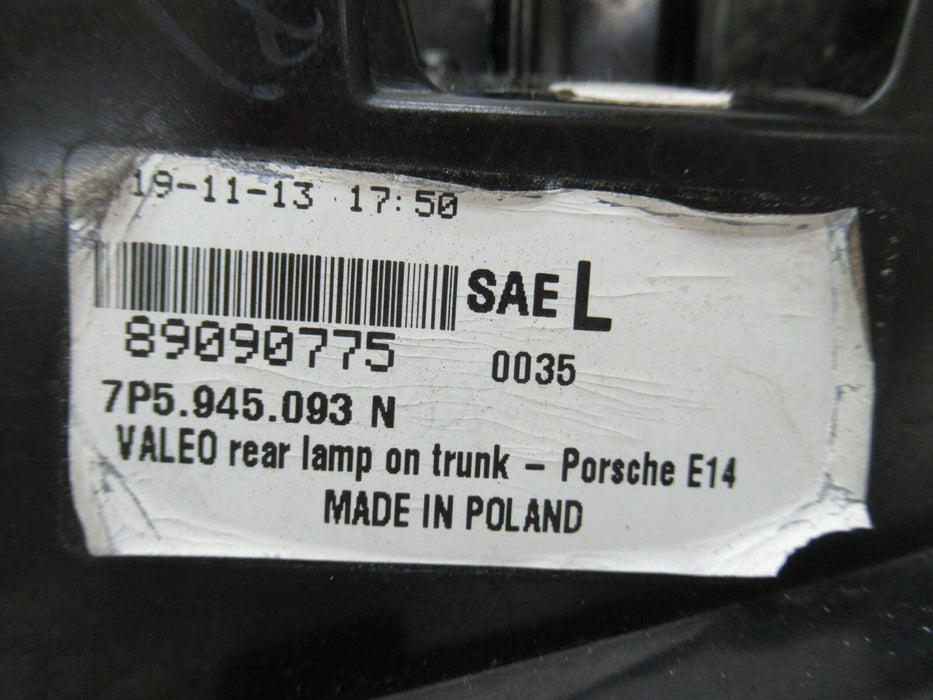 19-11-13 17:50
SAE L
89090775
0035
7P5.945.093 N
VALEO rear lamp on trunk - Porsche E14
MADE IN POLAND